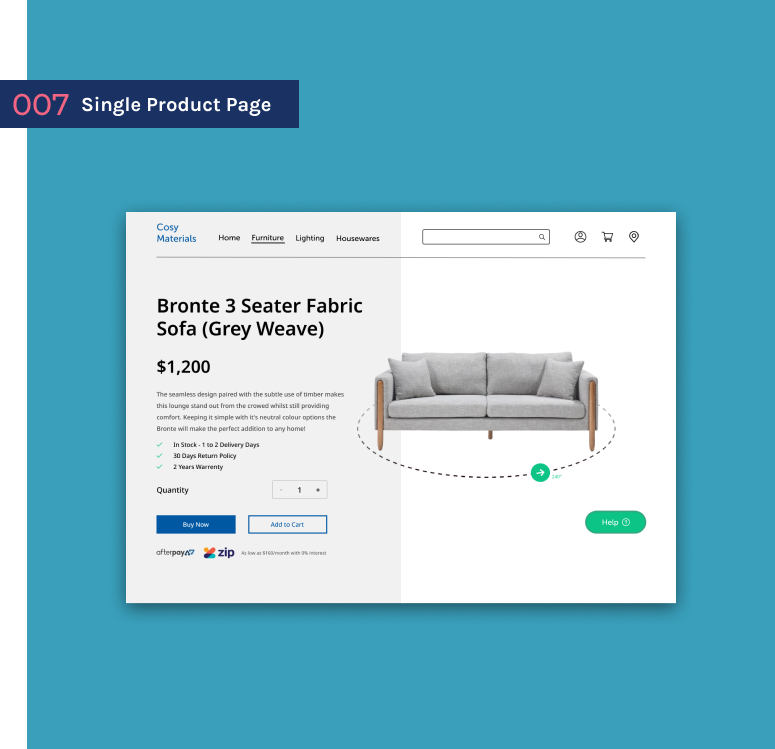 007 Single Product Page
Cosy
Materials
Home Furniture Lighting Housewares
Bronte 3 Seater Fabric
Sofa (Grey Weave)
$1,200
The seamless design paired with the subtle use of timber makes
this lounge stand out from the crowed whilst still providing
comfort. Keeping it simple with it's neutral colour options the
Bronte will make the perfect addition to any home!
In Stock - 1 to 2 Delivery Days
30 Days Return Policy
2 Years Warrenty
Quantity - 1 +
Buy Now Add to Cart
afterpay zip As low as $160/month with 0% interest
Help ?